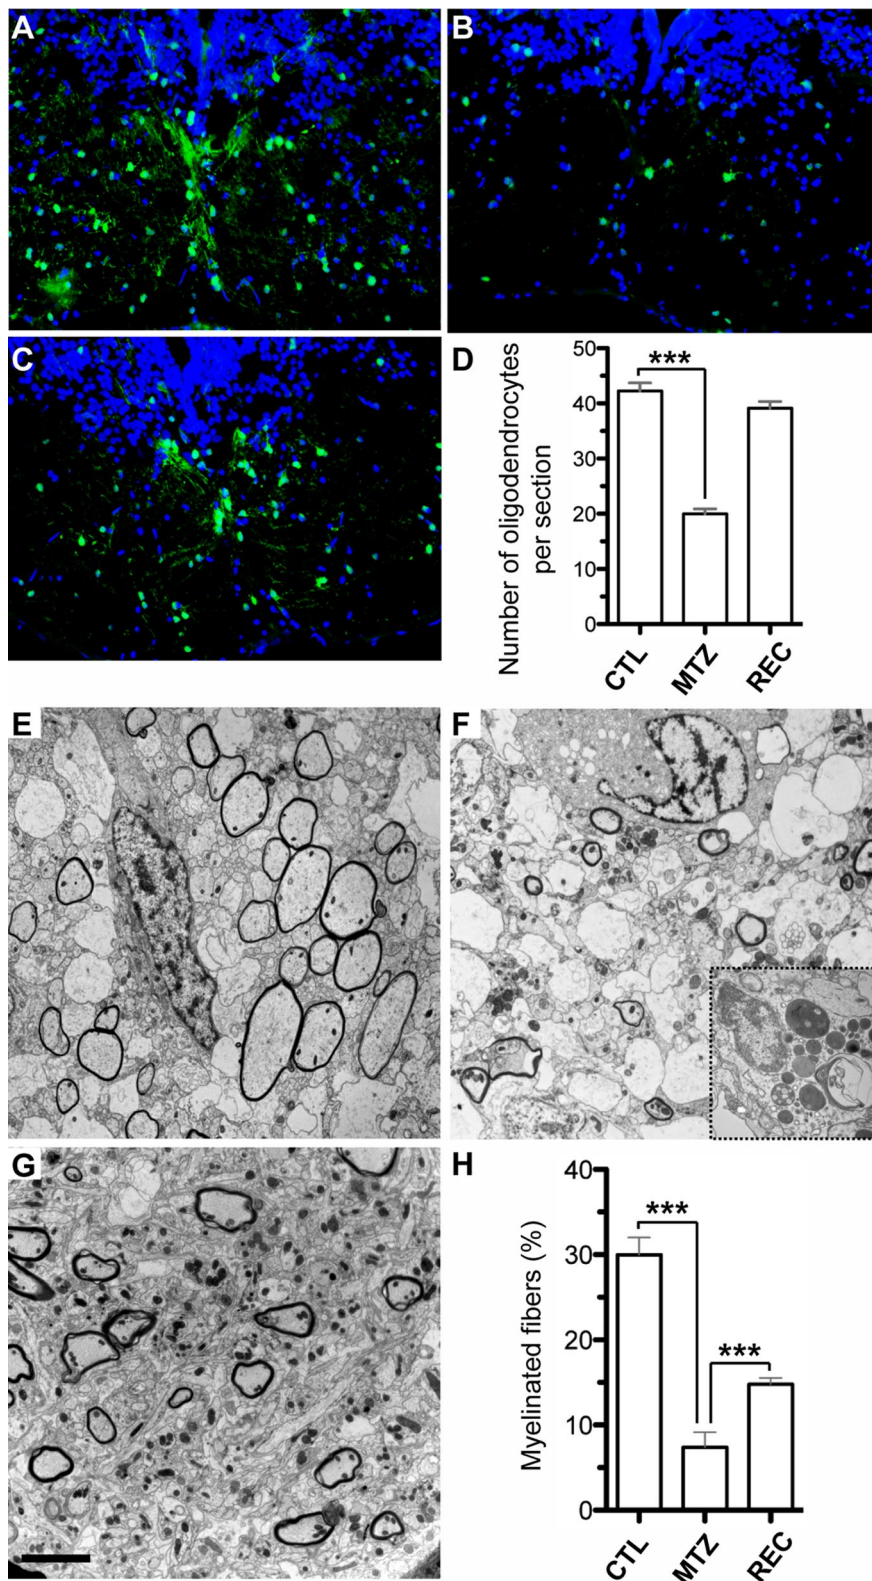 A
B
C
D
Number of oligodendrocytes
per section
50
40
30
20
10
0
***
CTL
MTZ
REC
E
F
G
H
Myelinated fibers (%)
40
30
20
10
0
***
***
CTL
MTZ
REC